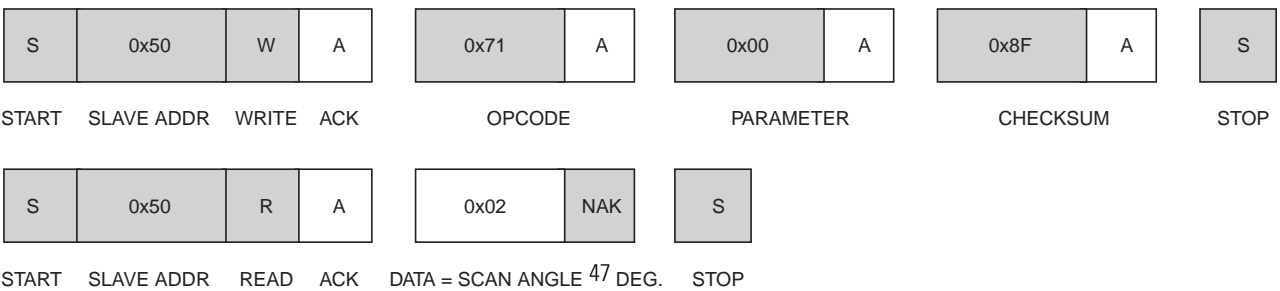 S 0x50 W A 0x71 A 0x00 A 0x8F A S
START SLAVE ADDR WRITE ACK OPCODE PARAMETER CHECKSUM STOP
S 0x50 R A 0x02 NAK S
START SLAVE ADDR READ ACK DATA = SCAN ANGLE 47 DEG. STOP